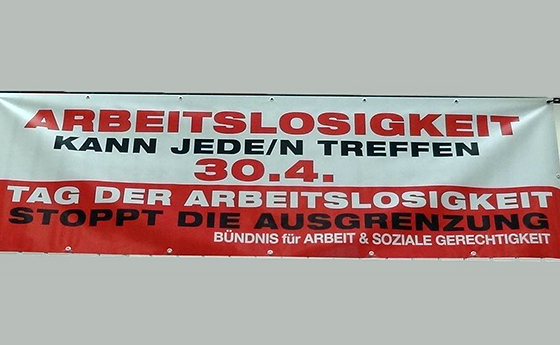 ARBEITSLOSIGKEIT
KANN JEDE/N TREFFEN
30.4.
TAG DER ARBEITSLOSIGKEIT
STOPPT DIE AUSGRENZUNG
BÜNDNIS für ARBEIT & SOZIALE GERECHTIGKEIT